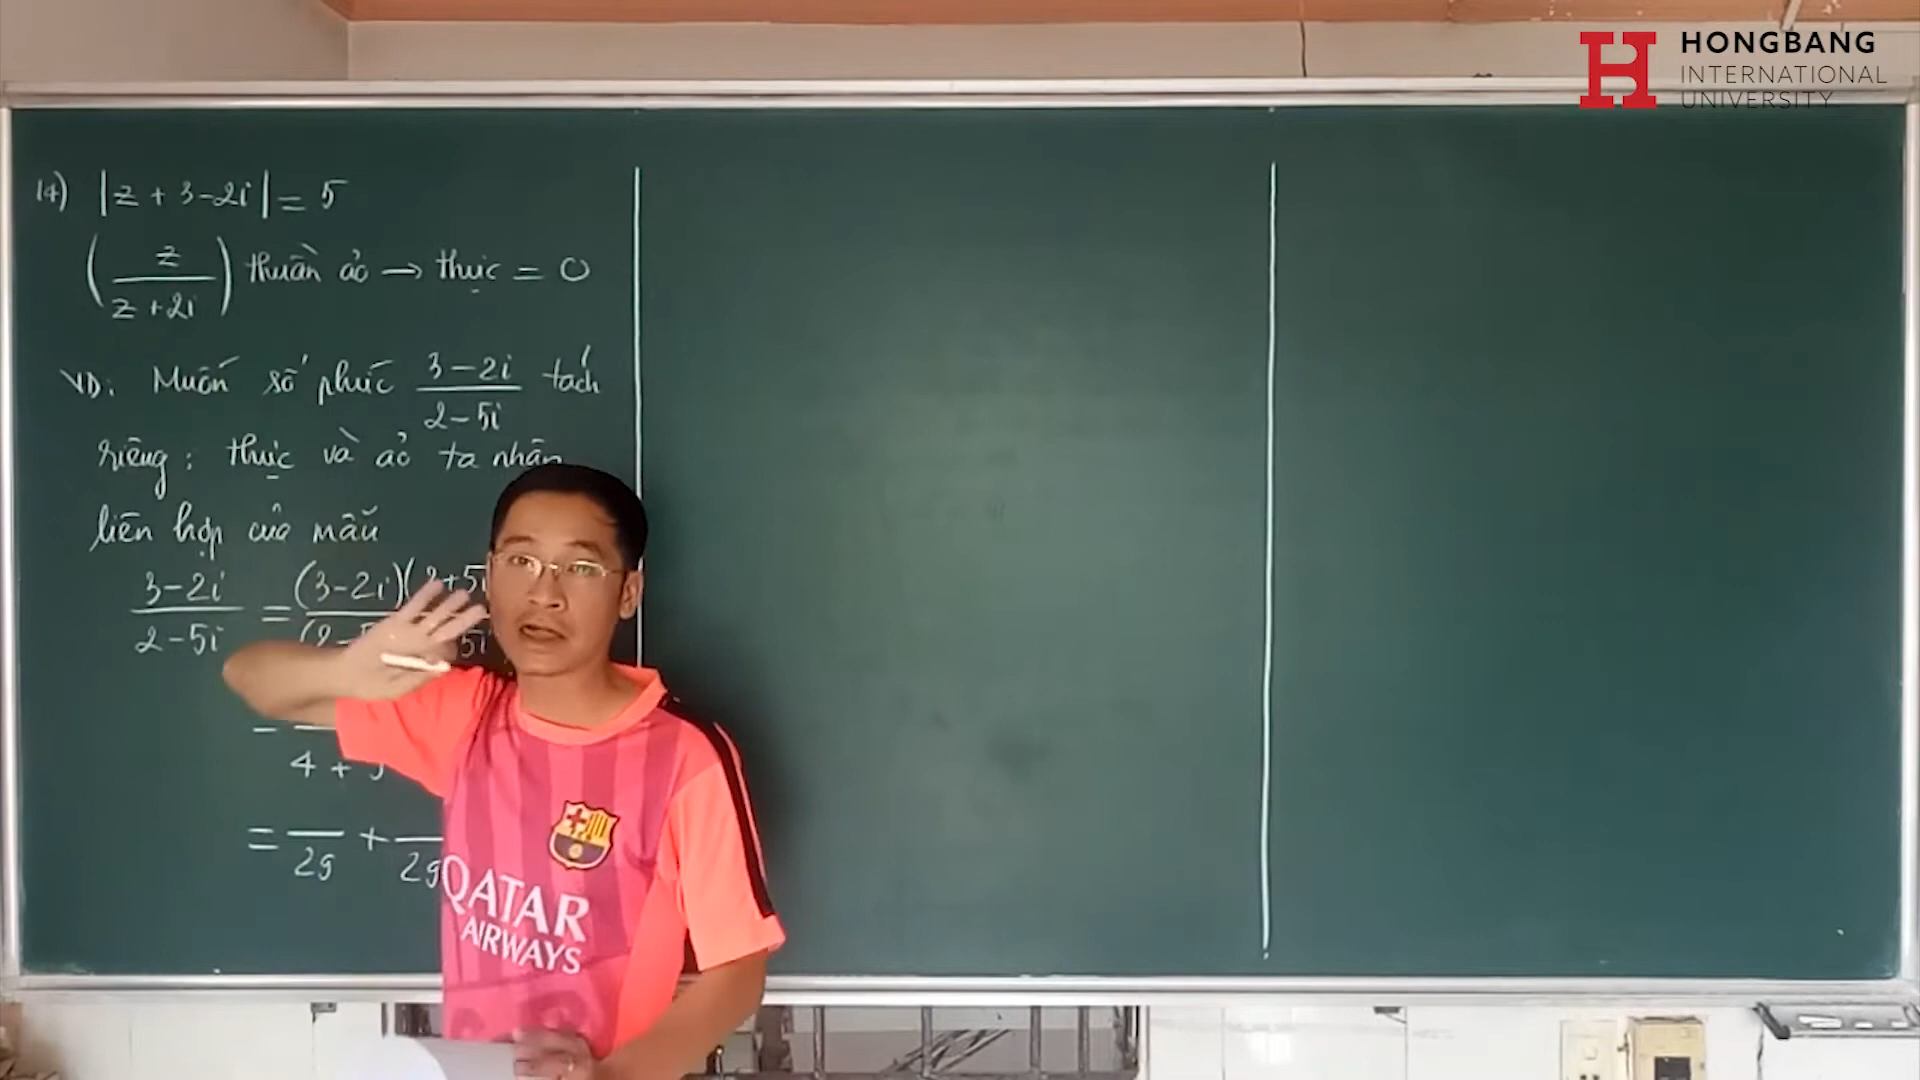 HONGBANG
INTERNATIONAL
UNIVERSITY
14) |z + 3 - 2i| = 5
(z / (z + 2i)) thuần ảo → thực = 0
VD: Muốn số phức (3 - 2i) / (2 - 5i) tách
riêng: thực và ảo ta nhân
liên hợp của mẫu
(3 - 2i) / (2 - 5i) = (3 - 2i)(2 + 5i
4 +
= — / 29 + — / 29
QATAR
AIRWAYS